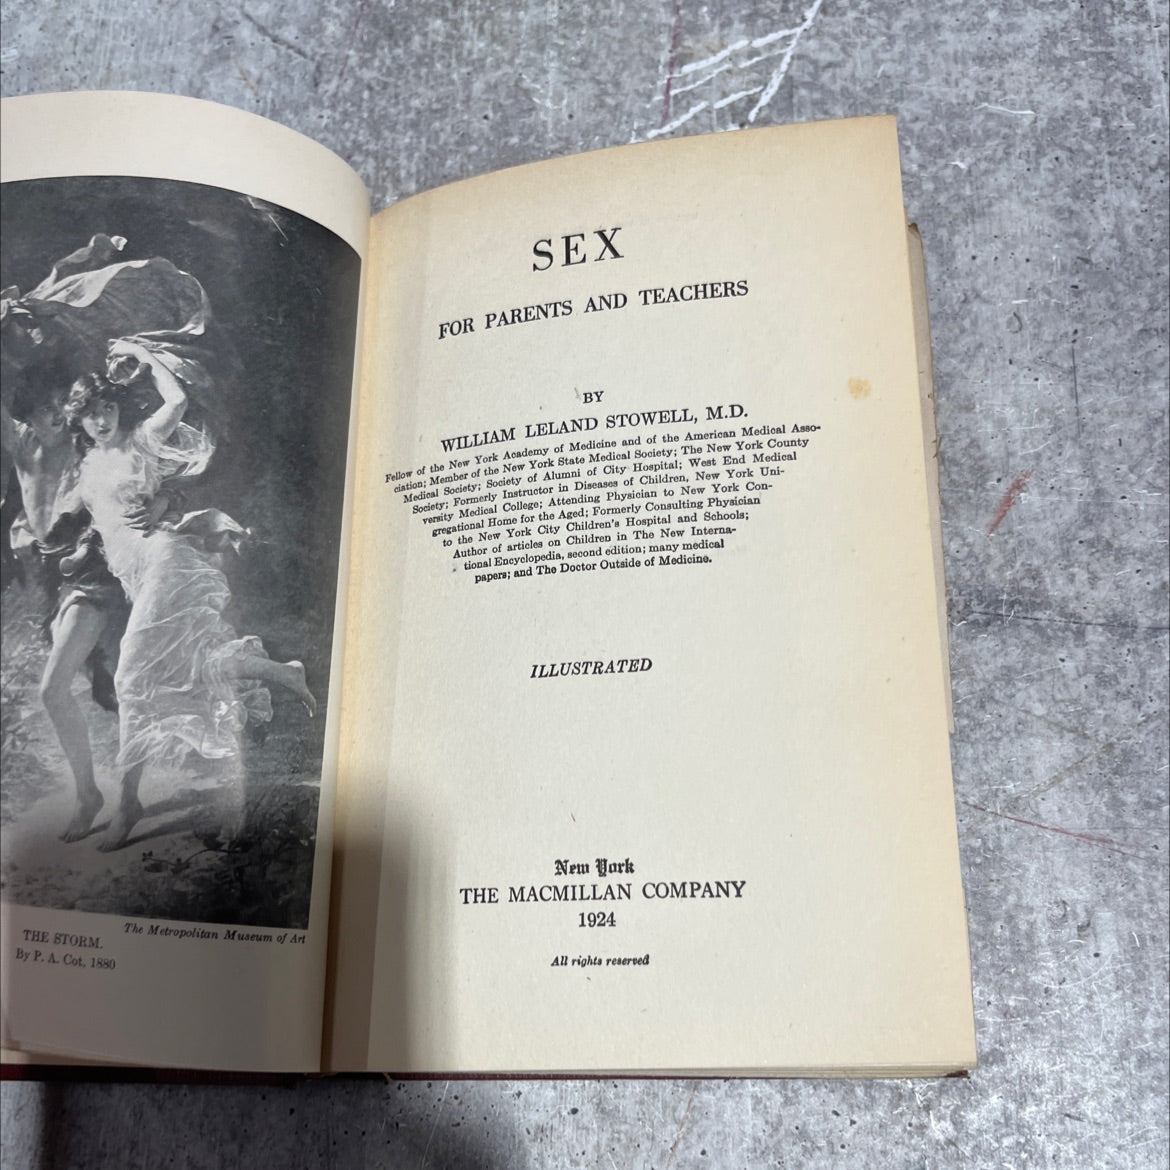 The Metropolitan Museum of Art
THE STORM.
By P. A. Cot, 1880
SEX
FOR PARENTS AND TEACHERS
BY
WILLIAM LELAND STOWELL, M.D.
Fellow of the New York Academy of Medicine and of the American Medical Asso-
ciation; Member of the New York State Medical Society; The New York County
Medical Society; Society of Alumni of City Hospital; West End Medical
Society; Formerly Instructor in Diseases of Children, New York Uni-
versity Medical College; Attending Physician to New York Con-
gregational Home for the Aged; Formerly Consulting Physician
to the New York City Children's Hospital and Schools;
Author of articles on Children in The New Interna-
tional Encyclopedia, second edition; many medical
papers; and The Doctor Outside of Medicine.
ILLUSTRATED
New York
THE MACMILLAN COMPANY
1924
All rights reserved